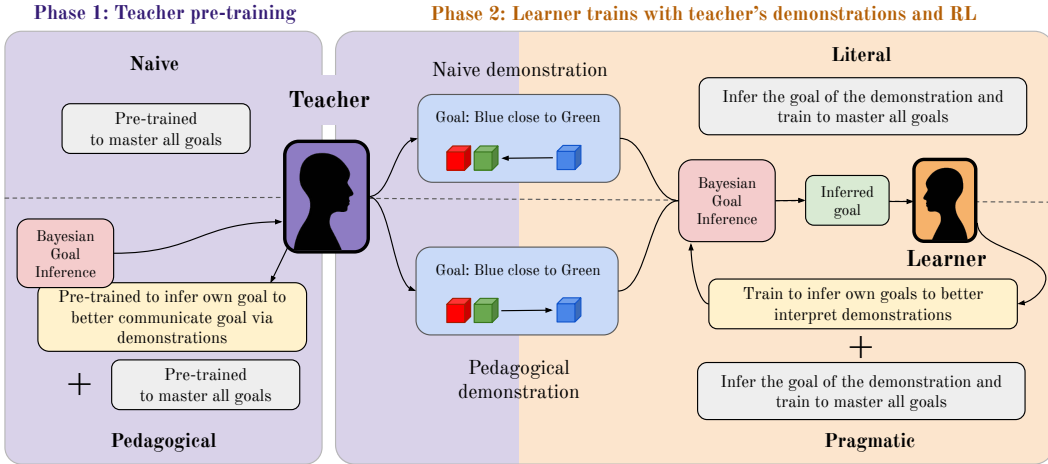 Phase 1: Teacher pre-training
Phase 2: Learner trains with teacher's demonstrations and RL
Naive
Pre-trained
to master all goals
Teacher
Bayesian
Goal
Inference
Pre-trained to infer own goal to
better communicate goal via
demonstrations
+
Pre-trained
to master all goals
Pedagogical
Naive demonstration
Goal: Blue close to Green
Goal: Blue close to Green
Pedagogical
demonstration
Literal
Infer the goal of the demonstration and
train to master all goals
Bayesian
Goal
Inference
Inferred
goal
Learner
Train to infer own goals to better
interpret demonstrations
+
Infer the goal of the demonstration and
train to master all goals
Pragmatic